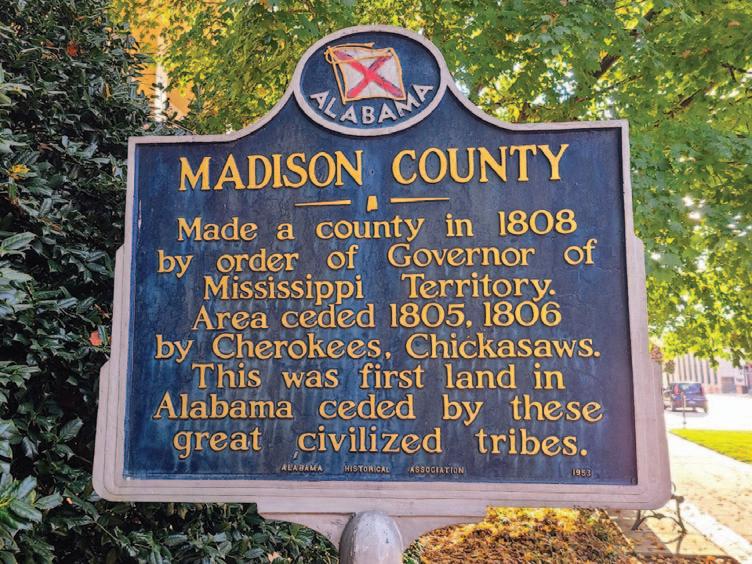 ALABAMA
MADISON COUNTY
Made a county in 1808
by order of Governor of
Mississippi Territory.
Area ceded 1805, 1806
by Cherokees, Chickasaws.
This was first land in
Alabama ceded by these
great civilized tribes.
ALABAMA HISTORICAL ASSOCIATION 1953